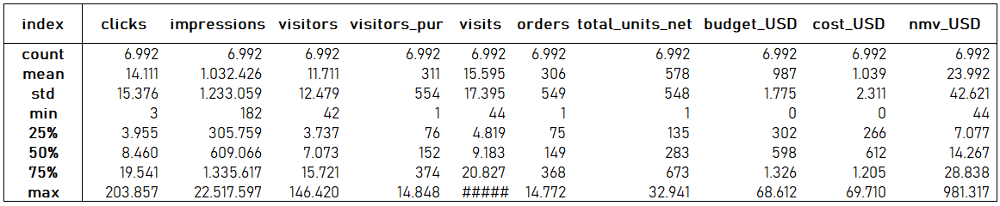 index clicks impressions visitors visitors_pur visits orders total_units_net budget_USD cost_USD nmv_USD
count 6.992 6.992 6.992 6.992 6.992 6.992 6.992 6.992 6.992 6.992
mean 14.111 1.032.426 11.711 311 15.595 306 578 987 1.039 23.992
std 15.376 1.233.059 12.479 554 17.395 549 548 1.775 2.311 42.621
min 3 182 42 1 44 1 1 0 0 44
25% 3.955 305.759 3.737 76 4.819 75 135 302 266 7.077
50% 8.460 609.066 7.073 152 9.183 149 283 598 612 14.267
75% 19.541 1.335.617 15.721 374 20.827 368 673 1.326 1.205 28.838
max 203.857 22.517.597 146.420 14.848 ##### 14.772 32.941 68.612 69.710 981.317